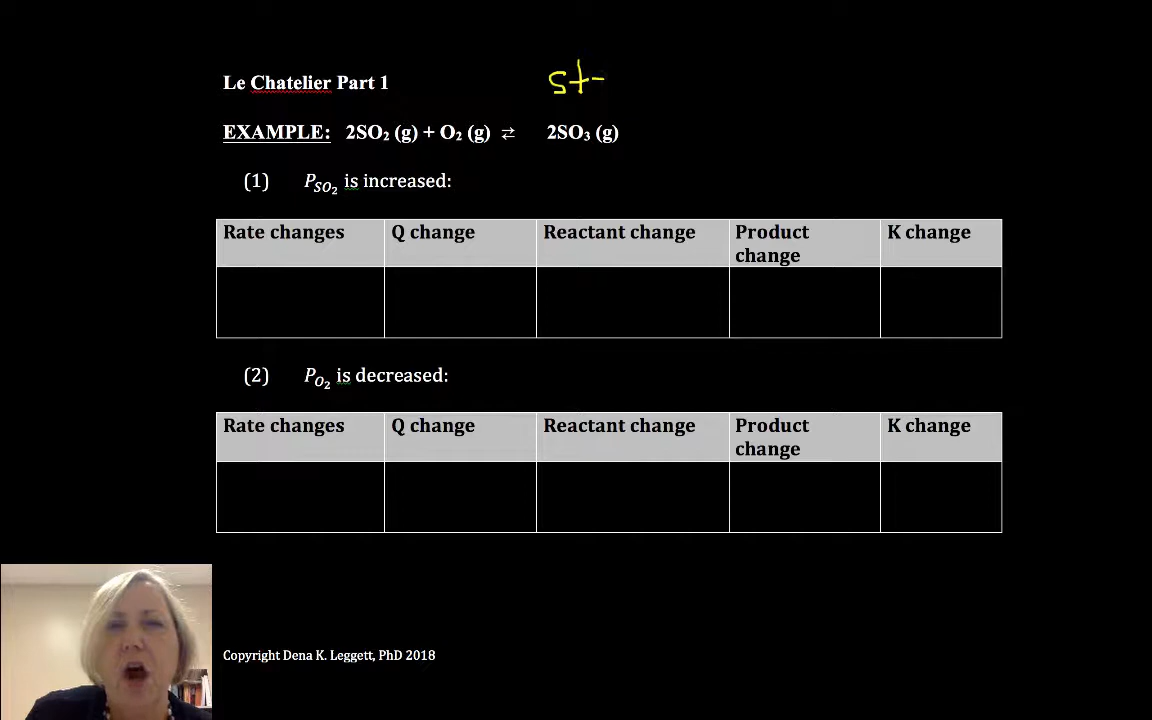 Le Chatelier Part 1
st
EXAMPLE: 2SO₂ (g) + O₂ (g) ⇄ 2SO₃ (g)
(1) P_SO₂ is increased:
Rate changes Q change Reactant change Product change K change
(2) P_O₂ is decreased:
Rate changes Q change Reactant change Product change K change
Copyright Dena K. Leggett, PhD 2018